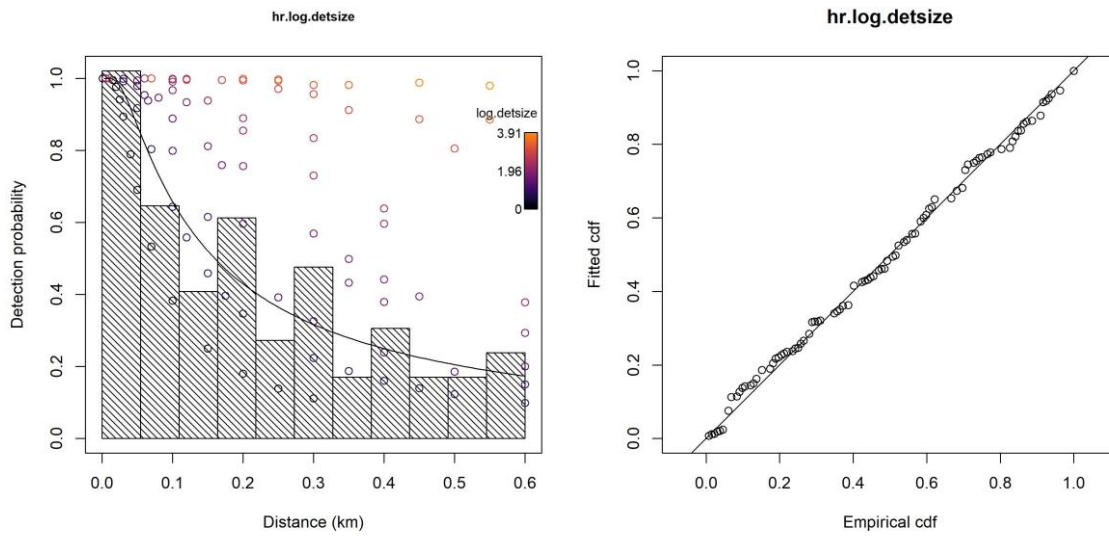 hr.log.detsize
Detection probability
1.0
0.8
0.6
0.4
0.2
0.0
log.detsize
3.91
1.96
0
0.0 0.1 0.2 0.3 0.4 0.5 0.6
Distance (km)
hr.log.detsize
Fitted cdf
1.0
0.8
0.6
0.4
0.2
0.0
0.0 0.2 0.4 0.6 0.8 1.0
Empirical cdf